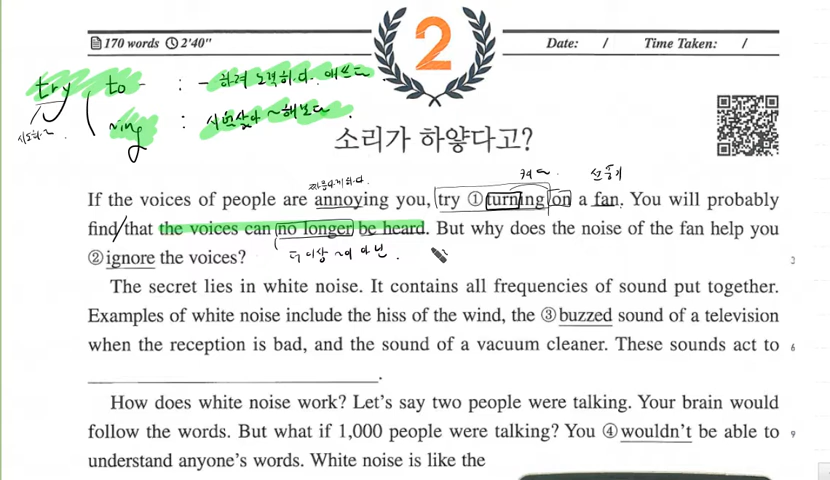 170 words 2'40"
2
Date: / Time Taken: /
try to - : ~하려 노력하다. 애쓰다
시도하다. ~ing : 시험삼아 ~해보다.
소리가 하얗다고?
짜증나게하다. 켜다 선풍기
If the voices of people are annoying you, try ① turning on a fan. You will probably
find that the voices can no longer be heard. But why does the noise of the fan help you
더 이상 ~이 아닌.
② ignore the voices?
3
The secret lies in white noise. It contains all frequencies of sound put together.
Examples of white noise include the hiss of the wind, the ③ buzzed sound of a television
when the reception is bad, and the sound of a vacuum cleaner. These sounds act to 6
.
How does white noise work? Let's say two people were talking. Your brain would
follow the words. But what if 1,000 people were talking? You ④ wouldn't be able to 9
understand anyone's words. White noise is like the